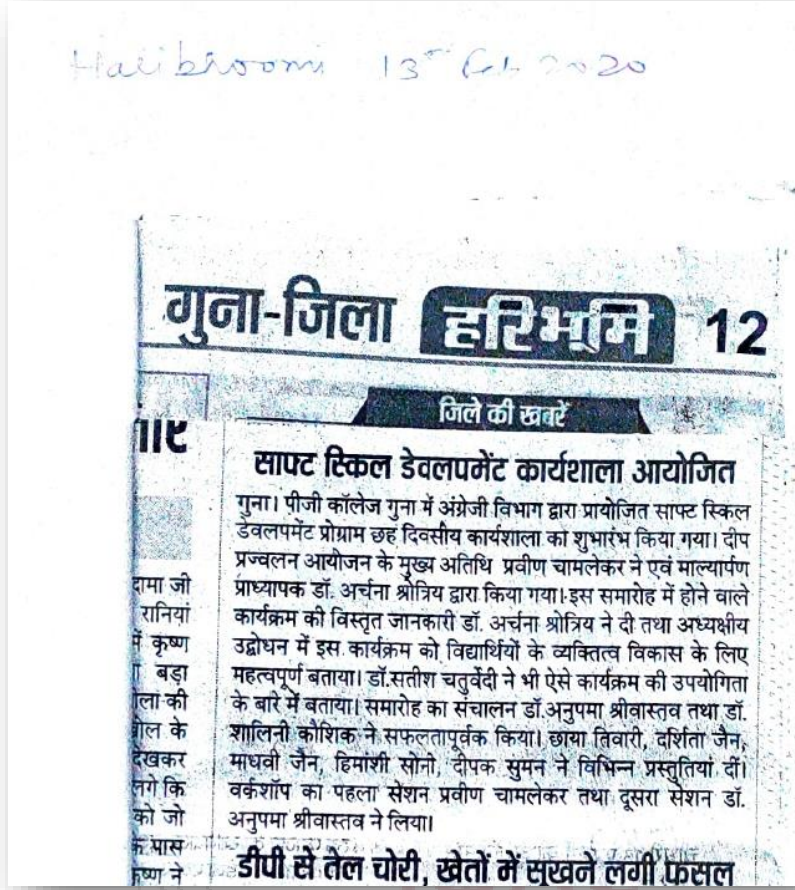 Haribhoomi 13th Feb 2020
गुना-जिला हरिभूमि 12
जिले की खबरें
साफ्ट स्किल डेवलपमेंट कार्यशाला आयोजित
गुना। पीजी कॉलेज गुना में अंग्रेजी विभाग द्वारा प्रायोजित साफ्ट स्किल
डेवलपमेंट प्रोग्राम छह दिवसीय कार्यशाला को शुभारंभ किया गया। दीप
प्रज्वलन आयोजन के मुख्य अतिथि प्रवीण चामलेकर ने एवं माल्यार्पण
प्राध्यापक डॉ. अर्चना श्रोत्रिय द्वारा किया गया। इस समारोह में होने वाले
कार्यक्रम की विस्तृत जानकारी डॉ. अर्चना श्रोत्रिय ने दी तथा अध्यक्षीय
उद्बोधन में इस कार्यक्रम को विद्यार्थियों के व्यक्तित्व विकास के लिए
महत्वपूर्ण बताया। डॉ.सतीश चतुर्वेदी ने भी ऐसे कार्यक्रम की उपयोगिता
के बारे में बताया। समारोह का संचालन डॉ.अनुपमा श्रीवास्तव तथा डॉ.
शालिनी कौशिक ने सफलतापूर्वक किया। छाया तिवारी, दर्शिता जैन,
माधवी जैन, हिमांशी सोनी, दीपक सुमन ने विभिन्न प्रस्तुतियां दीं।
वर्कशॉप का पहला सेशन प्रवीण चामलेकर तथा दूसरा सेशन डॉ.
अनुपमा श्रीवास्तव ने लिया।
डीपी से तेल चोरी, खेतों में सूखने लगी फसल
दामा जी
रानियां
कृष्ण
बड़ा
की
के
देखकर
लगे कि
को जो
पास
ने